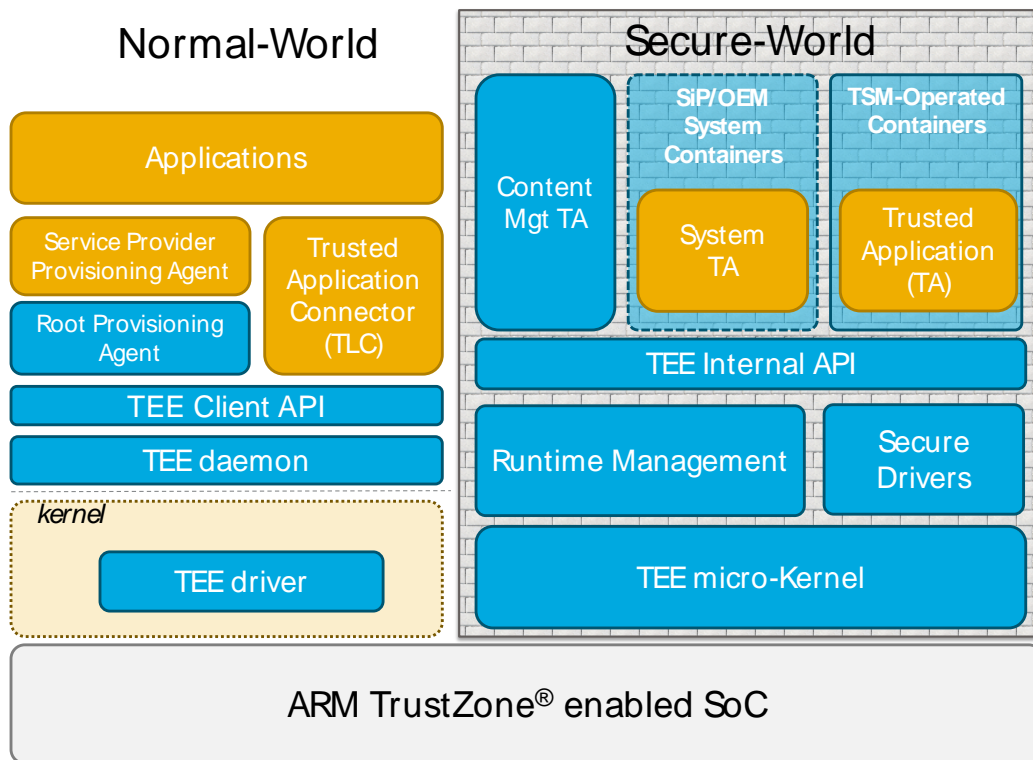 Normal-World
Applications
Service Provider
Provisioning Agent
Root Provisioning
Agent
Trusted
Application
Connector
(TLC)
TEE Client API
TEE daemon
kernel
TEE driver
Secure-World
Content
Mgt TA
SiP/OEM
System
Containers
System
TA
TSM-Operated
Containers
Trusted
Application
(TA)
TEE Internal API
Runtime Management
Secure
Drivers
TEE micro-Kernel
ARM TrustZone® enabled SoC